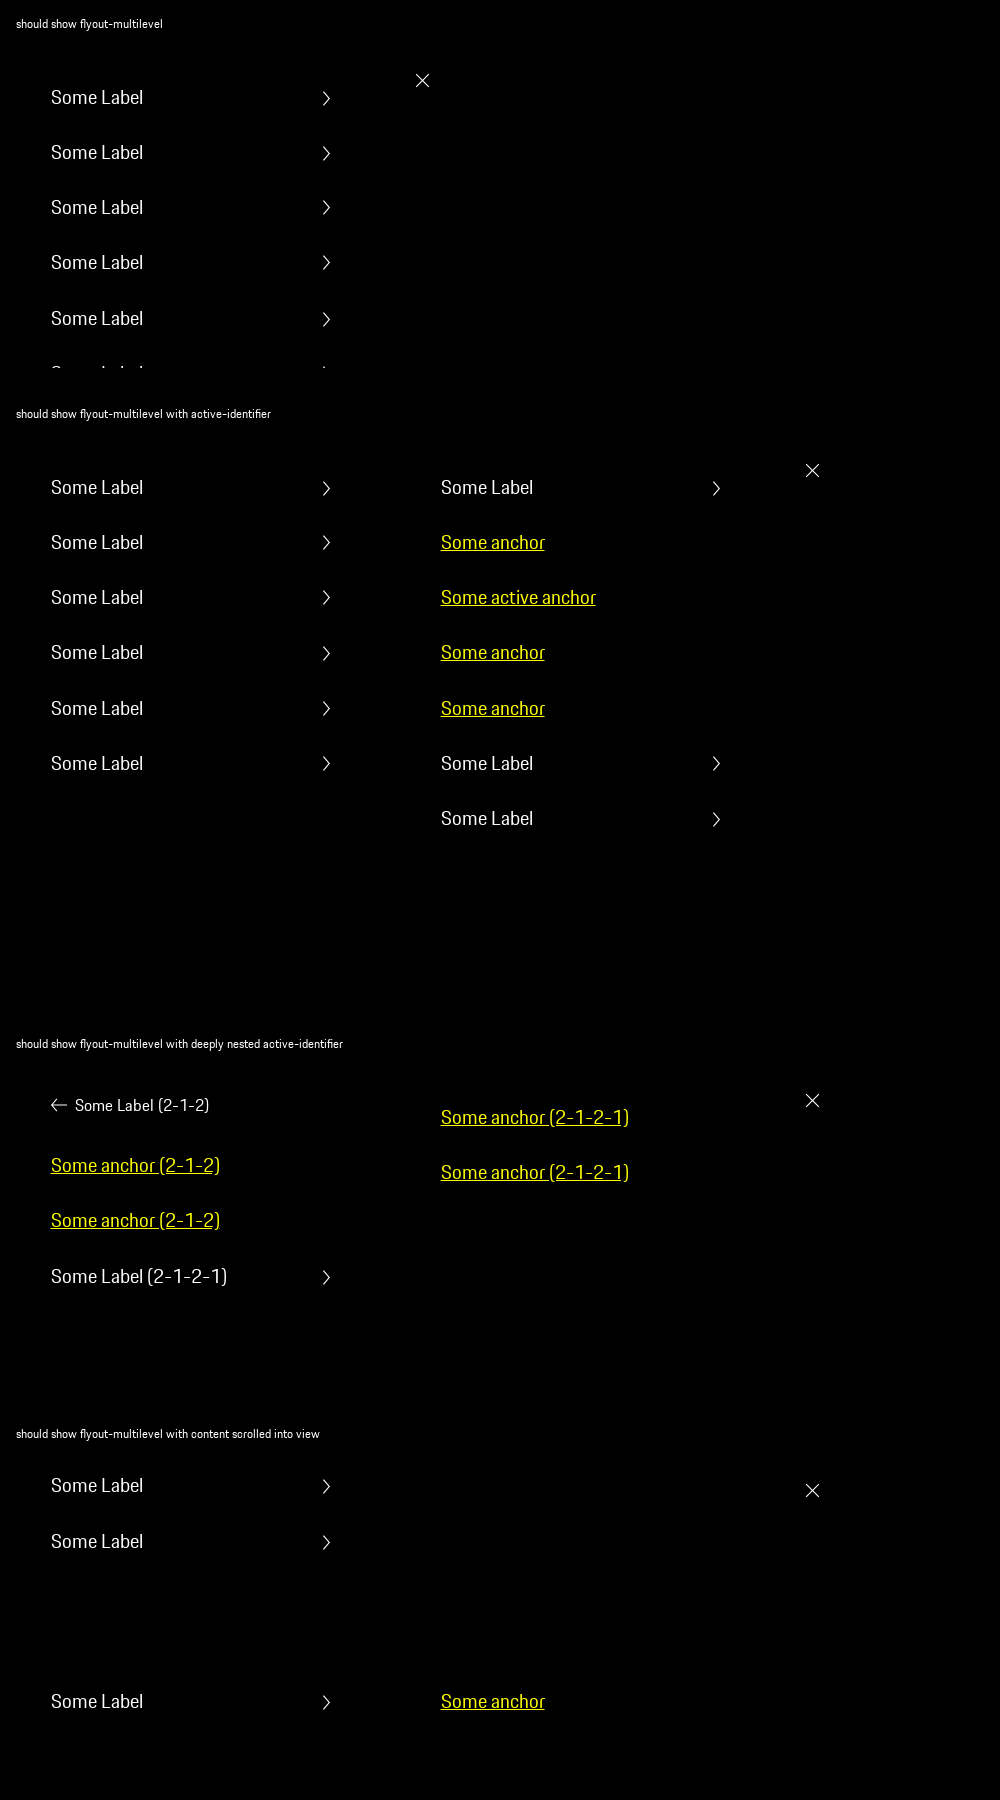 should show flyout-multilevel
Some Label
Some Label
Some Label
Some Label
Some Label
should show flyout-multilevel with active-identifier
Some Label
Some Label
Some Label
Some Label
Some Label
Some Label
Some Label
Some anchor
Some active anchor
Some anchor
Some anchor
Some Label
Some Label
should show flyout-multilevel with deeply nested active-identifier
Some Label (2-1-2)
Some anchor (2-1-2)
Some anchor (2-1-2)
Some Label (2-1-2-1)
Some anchor (2-1-2-1)
Some anchor (2-1-2-1)
should show flyout-multilevel with content scrolled into view
Some Label
Some Label
Some Label
Some anchor